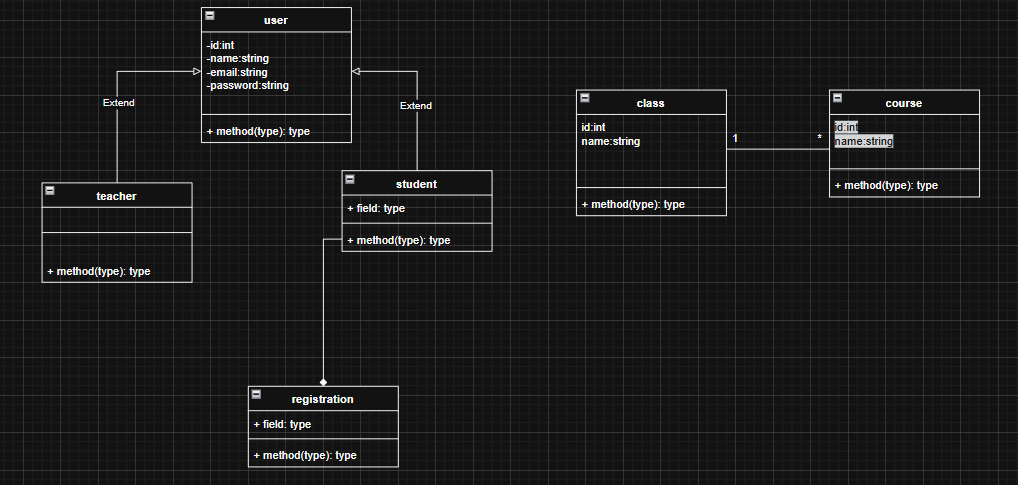 user
-id:int
-name:string
-email:string
-password:string
+ method(type): type
Extend
Extend
teacher
+ method(type): type
student
+ field: type
+ method(type): type
registration
+ field: type
+ method(type): type
class
id:int
name:string
+ method(type): type
1
*
course
id:int
name:string
+ method(type): type